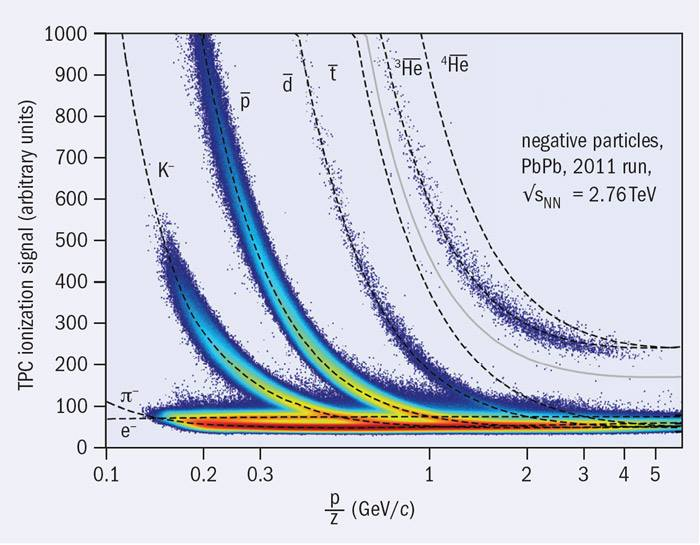 TPC ionization signal (arbitrary units)
1000
900
800
700
600
500
400
300
200
100
0
K⁻
p̅
d̅
t̅
³H̅e̅
⁴H̅e̅
negative particles,
PbPb, 2011 run,
√sNN = 2.76 TeV
π⁻
e⁻
0.1 0.2 0.3 1 2 3 4 5
p
z (GeV/c)